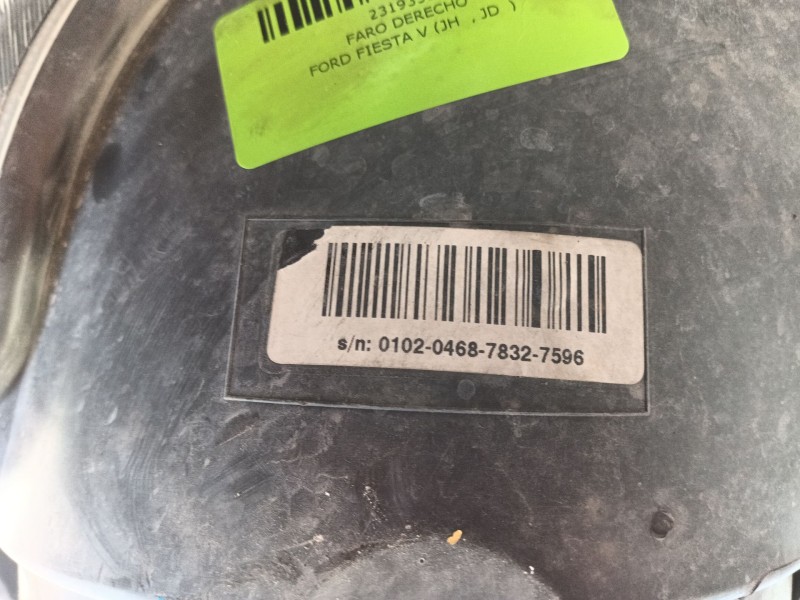 FARO DERECHO
FORD FIESTA V (JH , JD )
s/n: 0102-0468-7832-7596